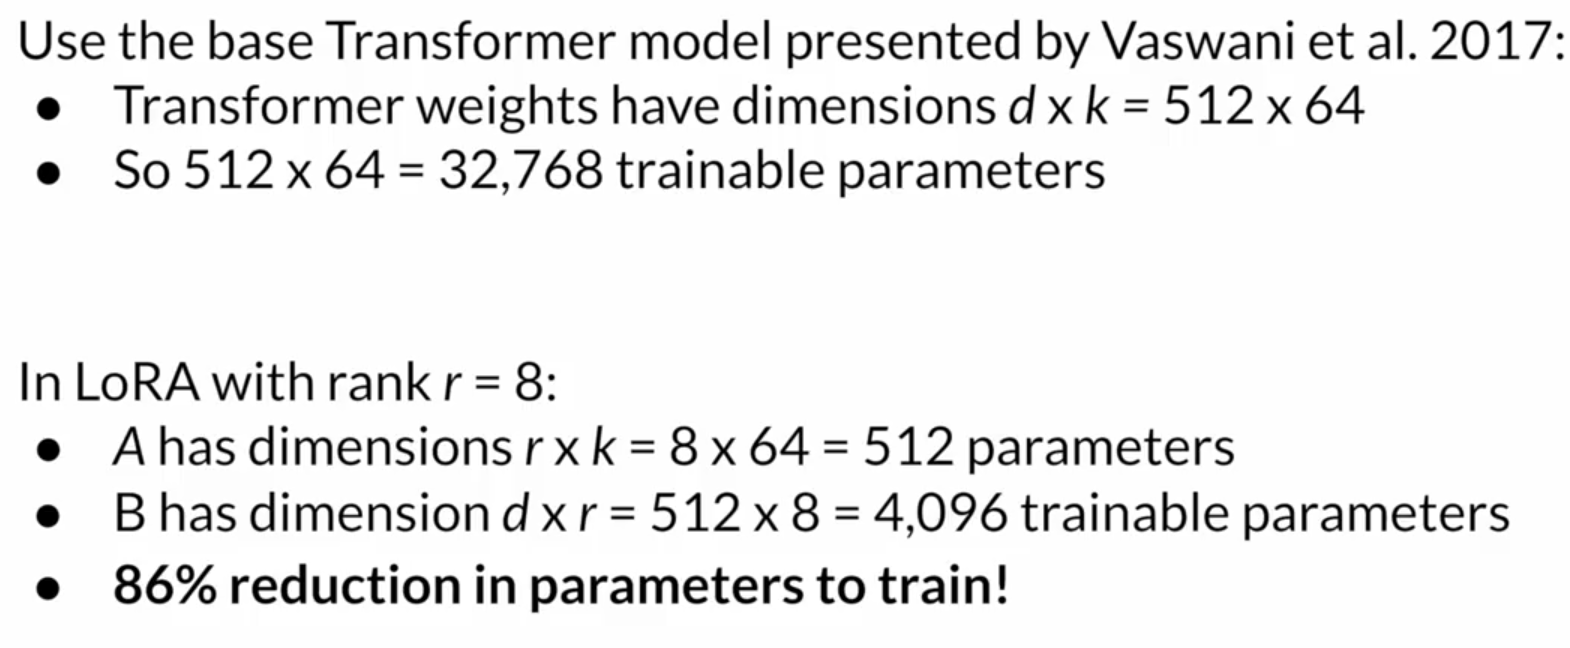 Use the base Transformer model presented by Vaswani et al. 2017:
● Transformer weights have dimensions d x k = 512 x 64
● So 512 x 64 = 32,768 trainable parameters
In LoRA with rank r = 8:
● A has dimensions r x k = 8 x 64 = 512 parameters
● B has dimension d x r = 512 x 8 = 4,096 trainable parameters
● 86% reduction in parameters to train!